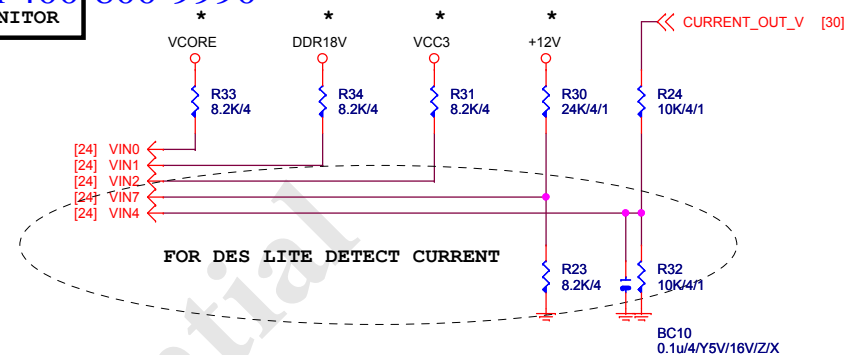 NITOR
* * * *
CURRENT_OUT_V [30]
VCORE DDR18V VCC3 +12V
R33 R34 R31 R30 R24
8.2K/4 8.2K/4 8.2K/4 24K/4/1 10K/4/1
[24] VIN0
[24] VIN1
[24] VIN2
[24] VIN7
[24] VIN4
FOR DES LITE DETECT CURRENT
R23 R32
8.2K/4 10K/4/1
BC10
0.1u/4/Y5V/16V/Z/X